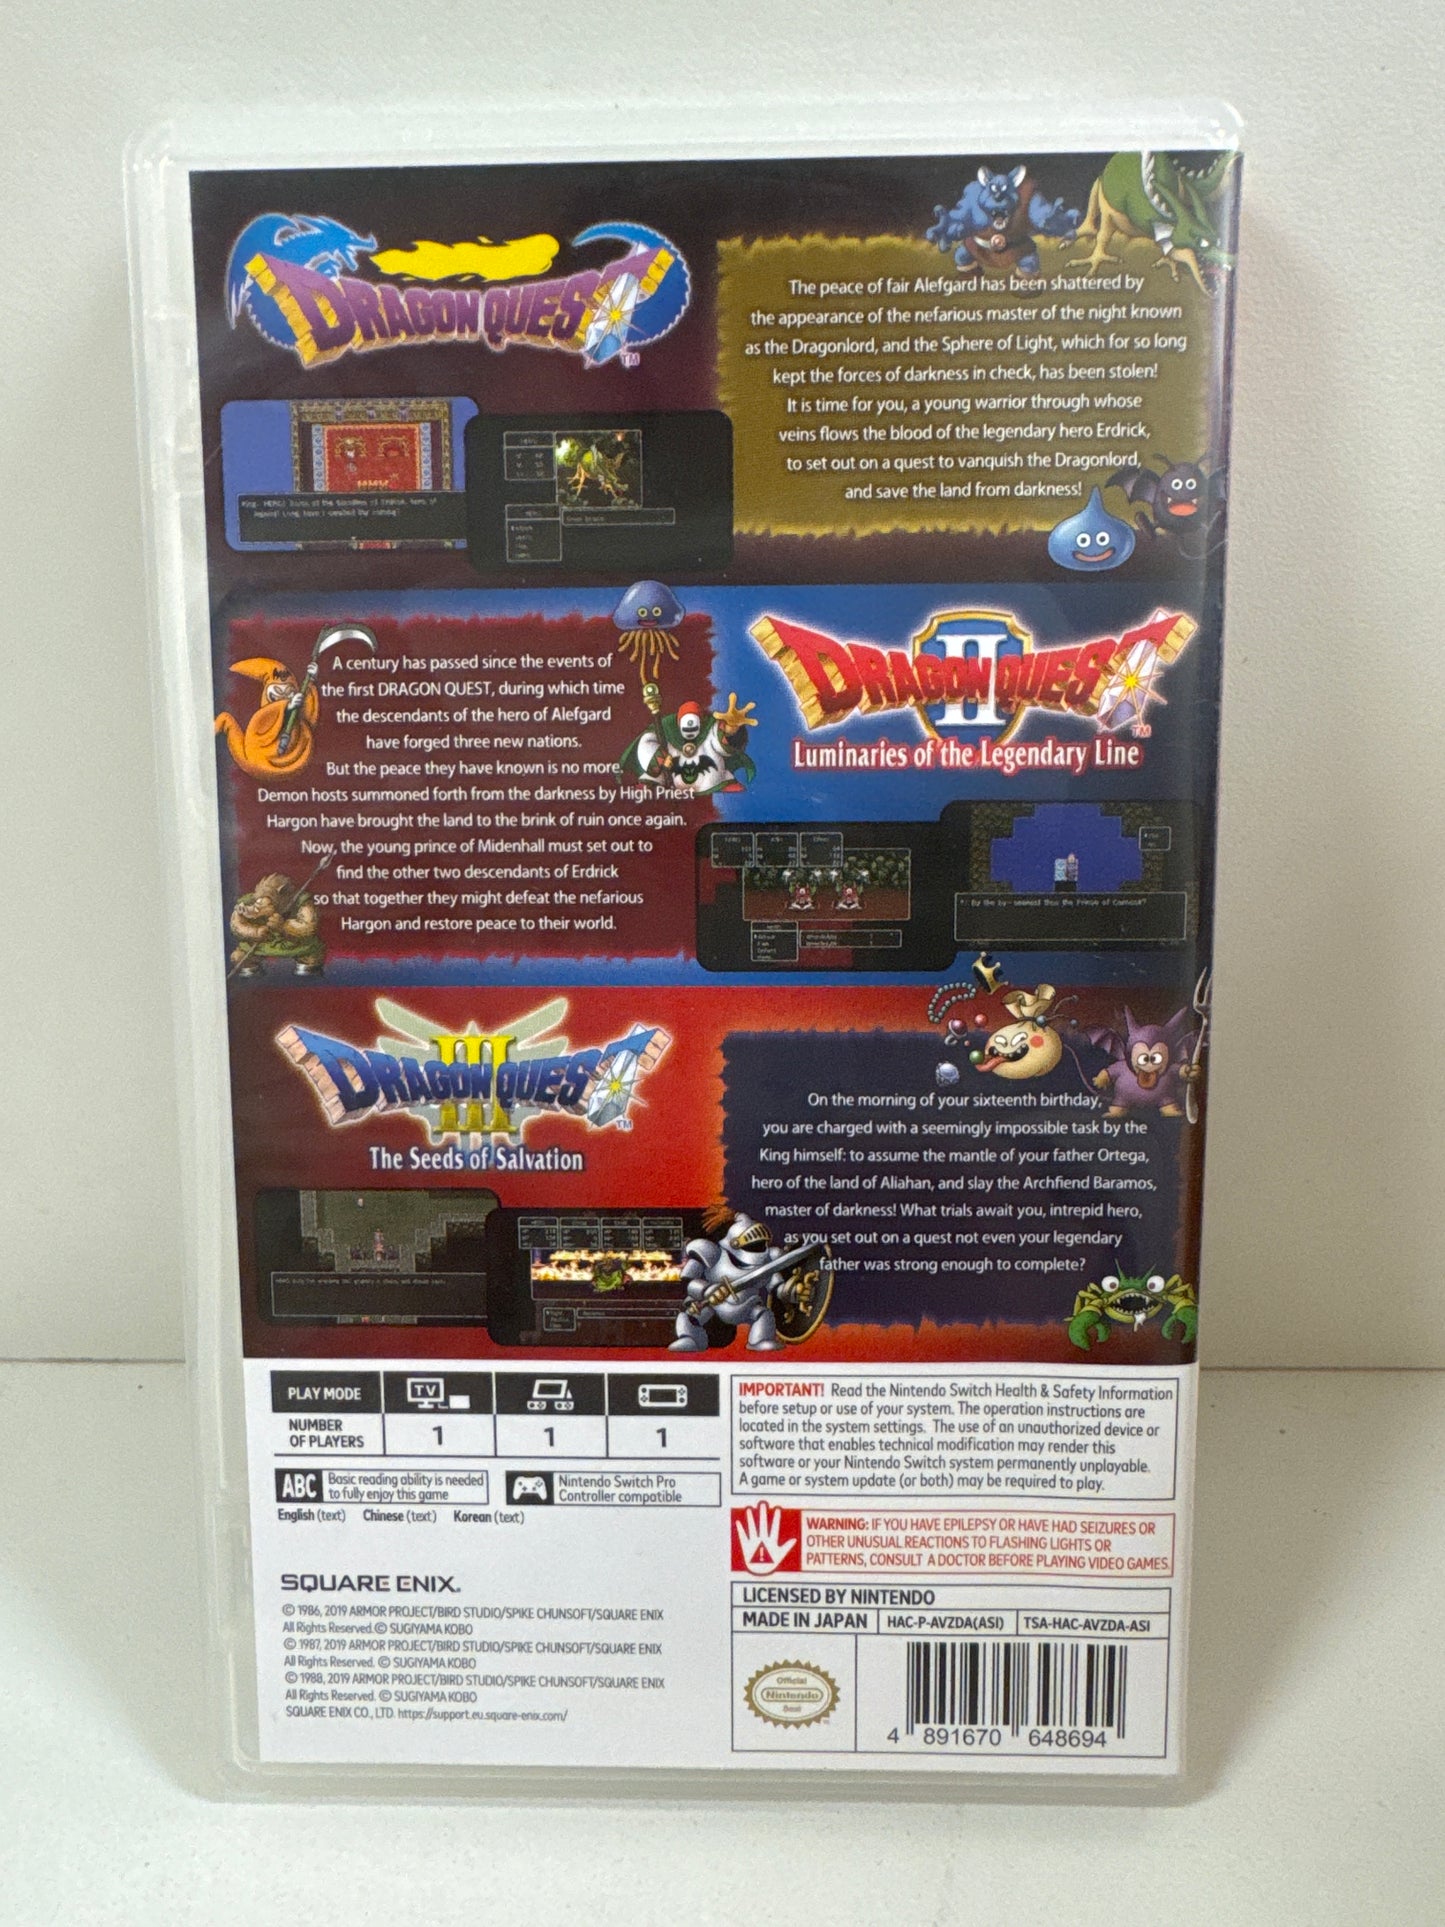 DRAGON QUEST TM
The peace of fair Alefgard has been shattered by
the appearance of the nefarious master of the night known
as the Dragonlord, and the Sphere of Light, which for so long
kept the forces of darkness in check, has been stolen!
It is time for you, a young warrior through whose
veins flows the blood of the legendary hero Erdrick,
to set out on a quest to vanquish the Dragonlord,
and save the land from darkness!
A century has passed since the events of
the first DRAGON QUEST, during which time
the descendants of the hero of Alefgard
have forged three new nations.
But the peace they have known is no more.
Demon hosts summoned forth from the darkness by High Priest
Hargon have brought the land to the brink of ruin once again.
Now, the young prince of Midenhall must set out to
find the other two descendants of Erdrick
so that together they might defeat the nefarious
Hargon and restore peace to their world.
DRAGON QUEST II TM
Luminaries of the Legendary Line
DRAGON QUEST III TM
The Seeds of Salvation
On the morning of your sixteenth birthday,
you are charged with a seemingly impossible task by the
King himself: to assume the mantle of your father Ortega,
hero of the land of Aliahan, and slay the Archfiend Baramos,
master of darkness! What trials await you, intrepid hero,
as you set out on a quest not even your legendary
father was strong enough to complete?
PLAY MODE TV
NUMBER
OF PLAYERS 1 1 1
ABC Basic reading ability is needed
to fully enjoy this game
Nintendo Switch Pro
Controller compatible
English (text) Chinese (text) Korean (text)
SQUARE ENIX.
© 1986, 2019 ARMOR PROJECT/BIRD STUDIO/SPIKE CHUNSOFT/SQUARE ENIX
All Rights Reserved. © SUGIYAMA KOBO
© 1987, 2019 ARMOR PROJECT/BIRD STUDIO/SPIKE CHUNSOFT/SQUARE ENIX
All Rights Reserved. © SUGIYAMA KOBO
© 1988, 2019 ARMOR PROJECT/BIRD STUDIO/SPIKE CHUNSOFT/SQUARE ENIX
All Rights Reserved. © SUGIYAMA KOBO
SQUARE ENIX CO., LTD. https://support.eu.square-enix.com/
IMPORTANT! Read the Nintendo Switch Health & Safety Information
before setup or use of your system. The operation instructions are
located in the system settings. The use of an unauthorized device or
software that enables technical modification may render this
software or your Nintendo Switch system permanently unplayable.
A game or system update (or both) may be required to play.
WARNING: IF YOU HAVE EPILEPSY OR HAVE HAD SEIZURES OR
OTHER UNUSUAL REACTIONS TO FLASHING LIGHTS OR
PATTERNS, CONSULT A DOCTOR BEFORE PLAYING VIDEO GAMES.
LICENSED BY NINTENDO
MADE IN JAPAN HAC-P-AVZDA(ASI) TSA-HAC-AVZDA-ASI
Official
Nintendo
Seal
4 891670 648694